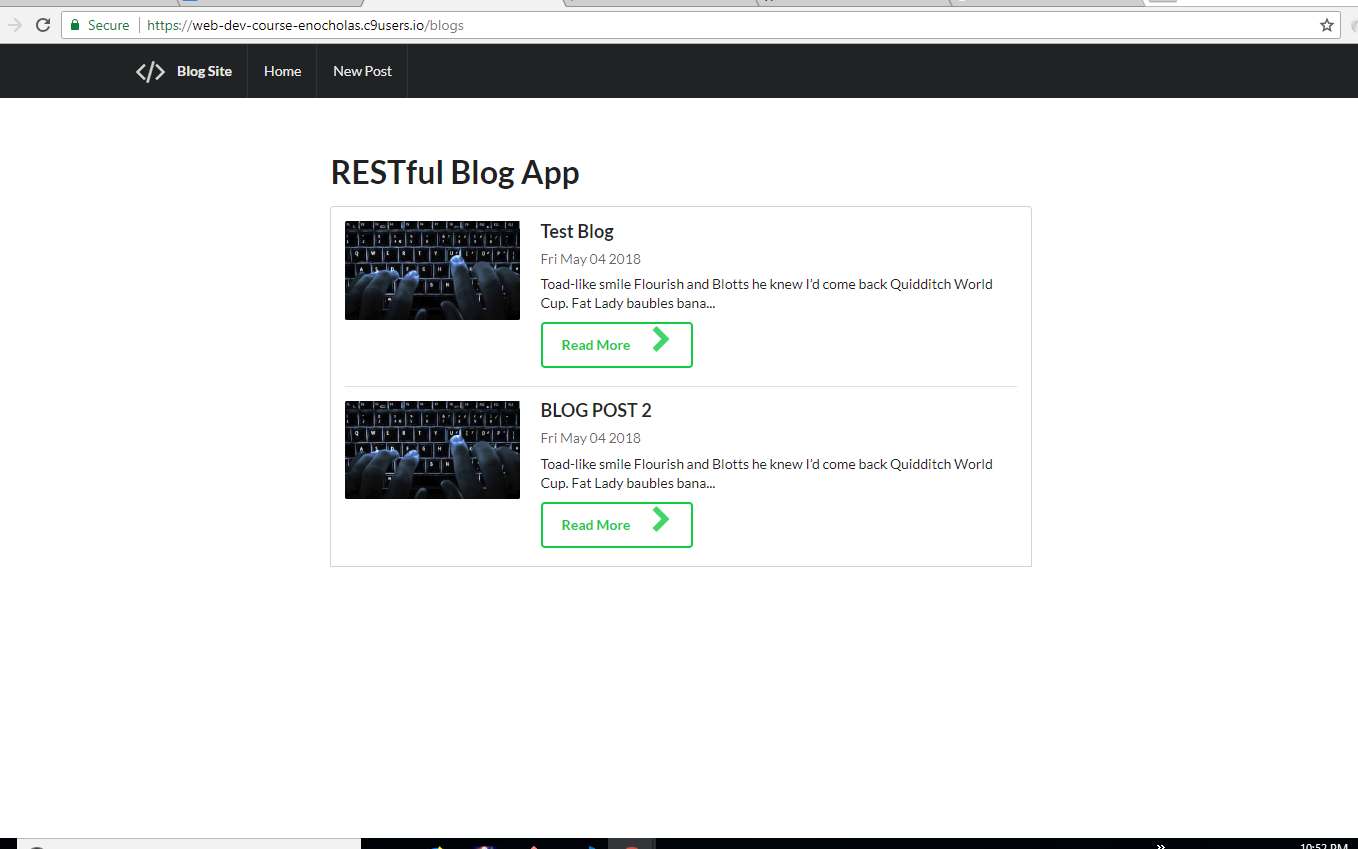 Secure https://web-dev-course-enocholas.c9users.io/blogs
Blog Site Home New Post
RESTful Blog App
Test Blog
Fri May 04 2018
Toad-like smile Flourish and Blotts he knew I’d come back Quidditch World
Cup. Fat Lady baubles bana...
Read More
BLOG POST 2
Fri May 04 2018
Toad-like smile Flourish and Blotts he knew I’d come back Quidditch World
Cup. Fat Lady baubles bana...
Read More
10:52 PM